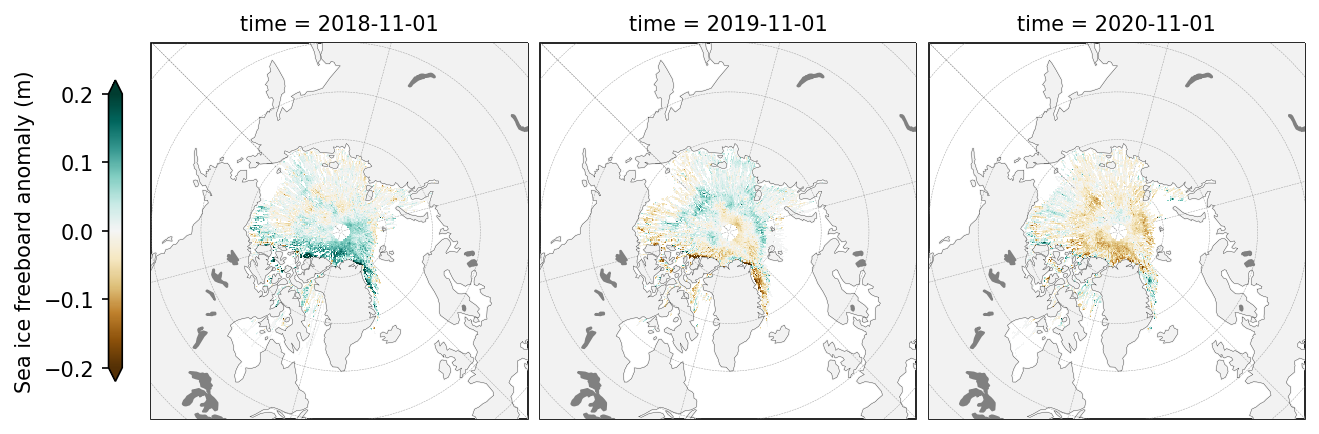 time = 2018-11-01
time = 2019-11-01
time = 2020-11-01
Sea ice freeboard anomaly (m)
0.2
0.1
0.0
−0.1
−0.2